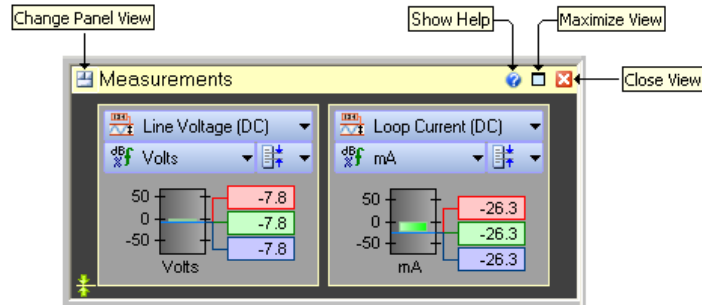 Change Panel View
Show Help
Maximize View
Measurements
Close View
Line Voltage (DC)
Loop Current (DC)
dB f Volts
dB f mA
50
0
-50
Volts
-7.8
-7.8
-7.8
50
0
-50
mA
-26.3
-26.3
-26.3